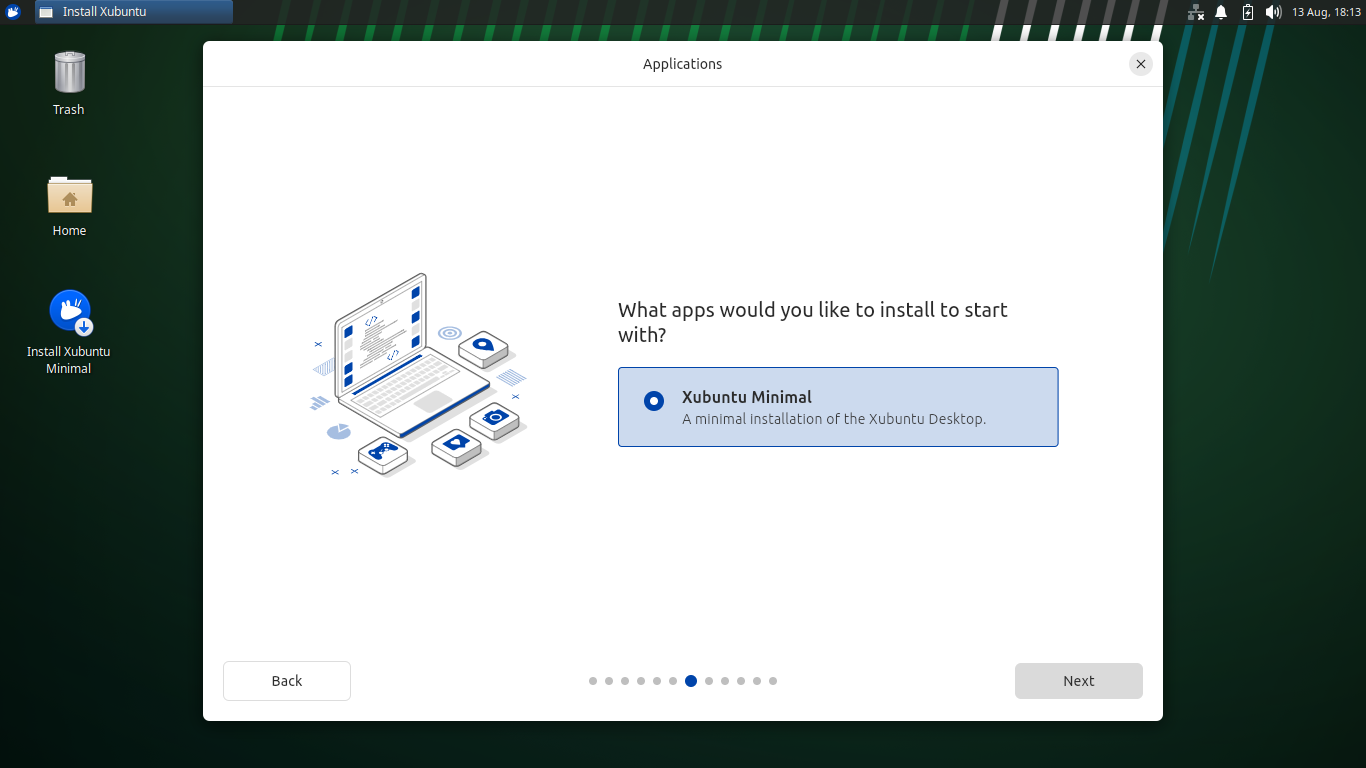 Install Xubuntu
13 Aug, 18:13
Trash
Home
Install Xubuntu
Minimal
Applications
What apps would you like to install to start
with?
Xubuntu Minimal
A minimal installation of the Xubuntu Desktop.
Back
Next